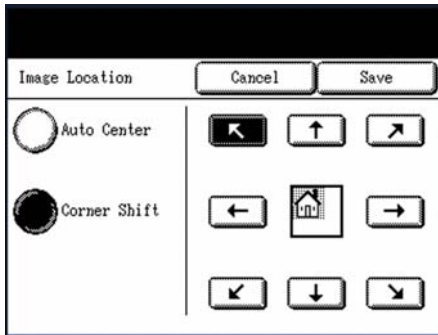 Image Location
Cancel
Save
Auto Center
Corner Shift